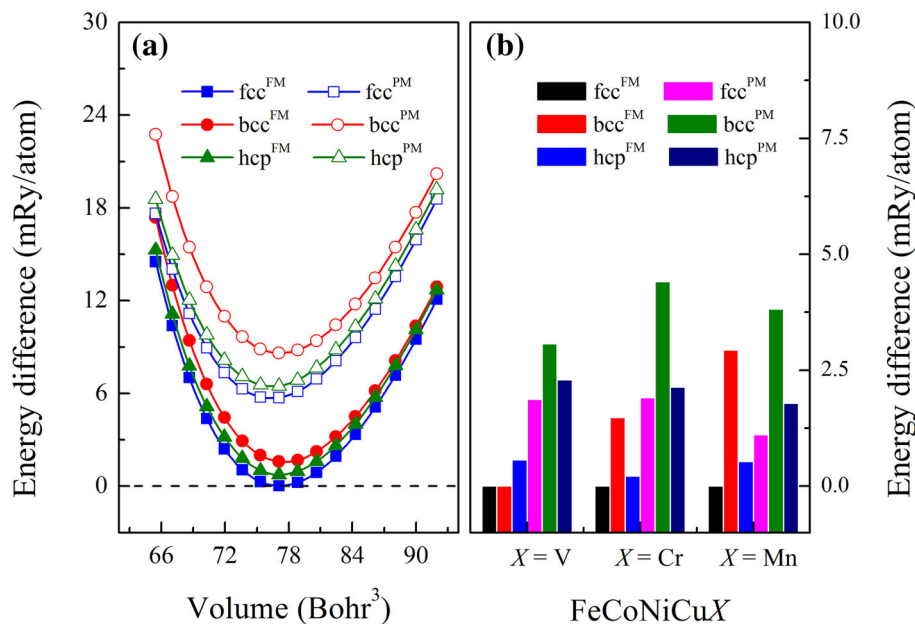 (a)
Energy difference (mRy/atom)
30
24
18
12
6
0
fcc^FM fcc^PM
bcc^FM bcc^PM
hcp^FM hcp^PM
66 72 78 84 90
Volume (Bohr³)
(b)
fcc^FM fcc^PM
bcc^FM bcc^PM
hcp^FM hcp^PM
X = V X = Cr X = Mn
FeCoNiCuX
10.0
7.5
5.0
2.5
0.0
Energy difference (mRy/atom)